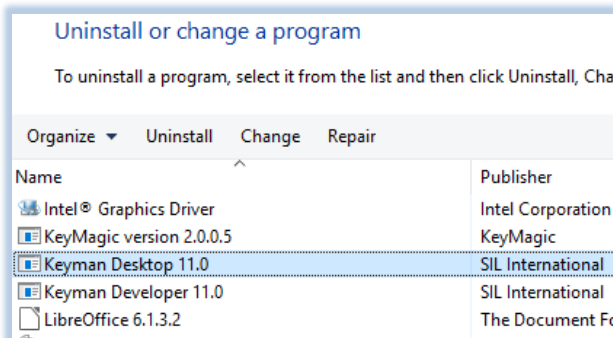 Uninstall or change a program
To uninstall a program, select it from the list and then click Uninstall, Cha
Organize Uninstall Change Repair
Name Publisher
Intel® Graphics Driver Intel Corporation
KeyMagic version 2.0.0.5 KeyMagic
Keyman Desktop 11.0 SIL International
Keyman Developer 11.0 SIL International
LibreOffice 6.1.3.2 The Document Fo